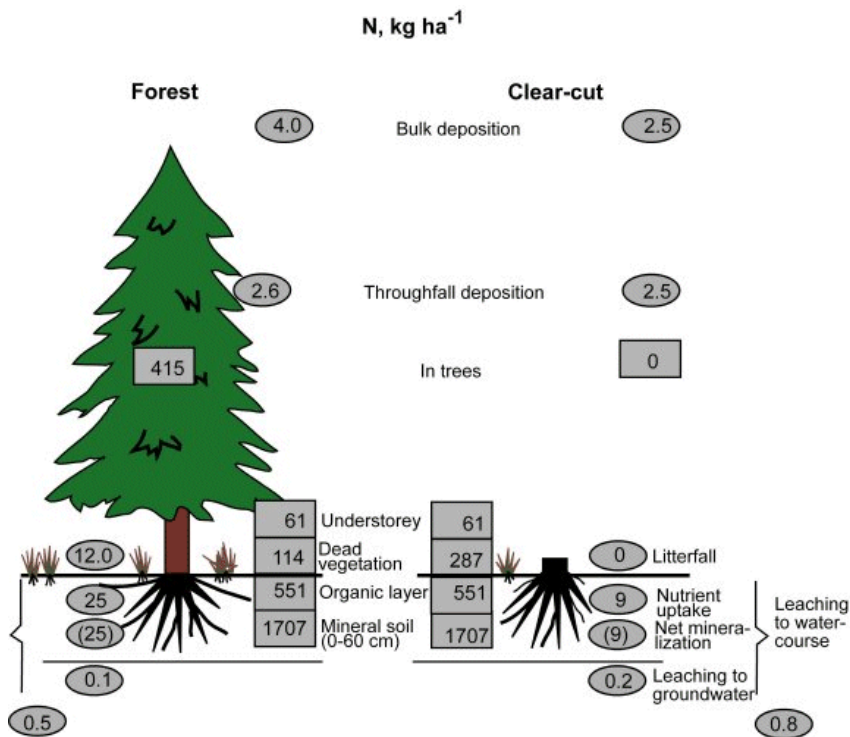 N, kg ha-1
Forest
Clear-cut
4.0
Bulk deposition
2.5
2.6
Throughfall deposition
2.5
415
In trees
0
61
Understorey
61
12.0
114
Dead
vegetation
287
0
Litterfall
25
551
Organic layer
551
9
Nutrient
uptake
(25)
1707
Mineral soil
(0-60 cm)
1707
(9)
Net minera-
lization
Leaching
to water-
course
0.1
0.2
Leaching to
groundwater
0.5
0.8